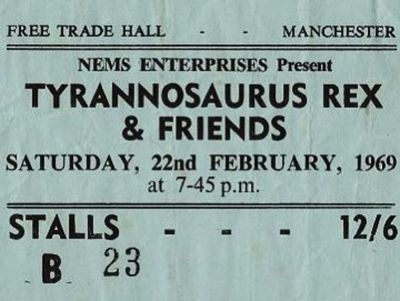 FREE TRADE HALL - - MANCHESTER
NEMS ENTERPRISES Present
TYRANNOSAURUS REX
& FRIENDS
SATURDAY, 22nd FEBRUARY, 1969
at 7-45 p.m.
STALLS - - - 12/6
B 23